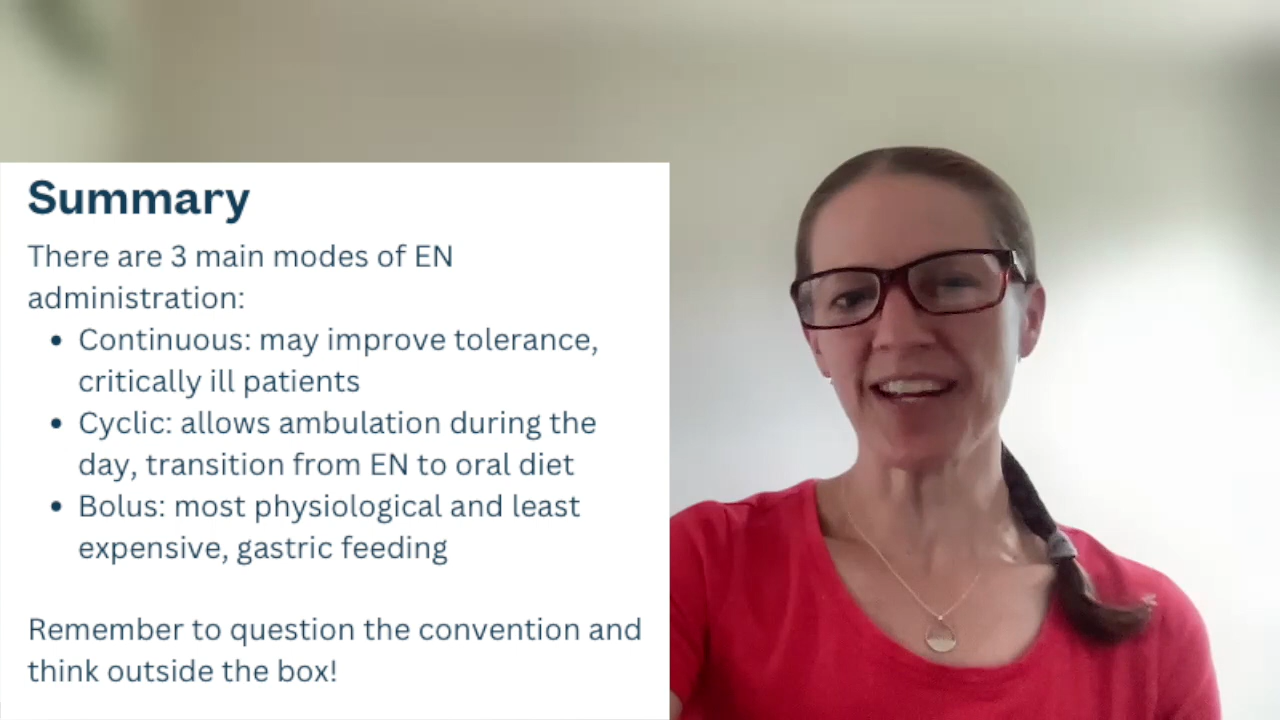 Summary
There are 3 main modes of EN
administration:
• Continuous: may improve tolerance,
critically ill patients
• Cyclic: allows ambulation during the
day, transition from EN to oral diet
• Bolus: most physiological and least
expensive, gastric feeding
Remember to question the convention and
think outside the box!